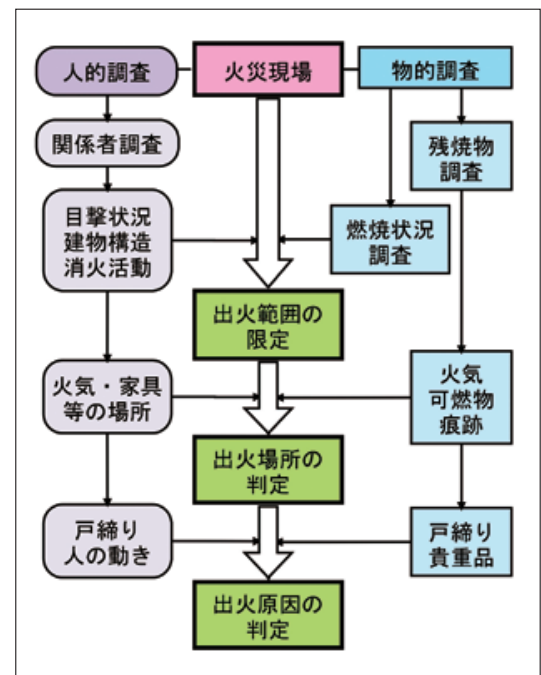 人的調査
火災現場
物的調査
関係者調査
残焼物
調査
目撃状況
建物構造
消火活動
燃焼状況
調査
出火範囲の
限定
火気・家具
等の場所
火気
可燃物
痕跡
出火場所の
判定
戸締り
人の動き
戸締り
貴重品
出火原因の
判定